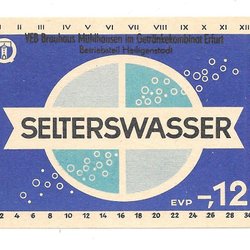 I II III IV V VI VII VIII IX X XI XII
VEB Brauhaus Mühlhausen im Getränkekombinat Erfurt
Betriebsteil Heiligenstadt
SELTERSWASSER
EVP -,12
2 4 6 8 10 12 14 16 18 20 22 24 26 28 30